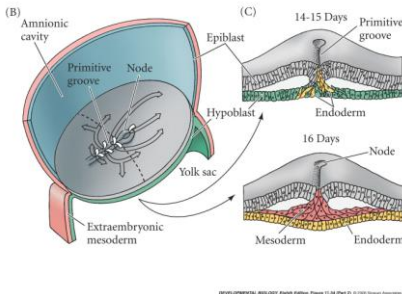 (B)
Amnionic
cavity
Primitive
groove
Node
Epiblast
Hypoblast
Yolk sac
Extraembryonic
mesoderm
(C)
14-15 Days
Primitive
groove
Endoderm
16 Days
Node
Mesoderm
Endoderm